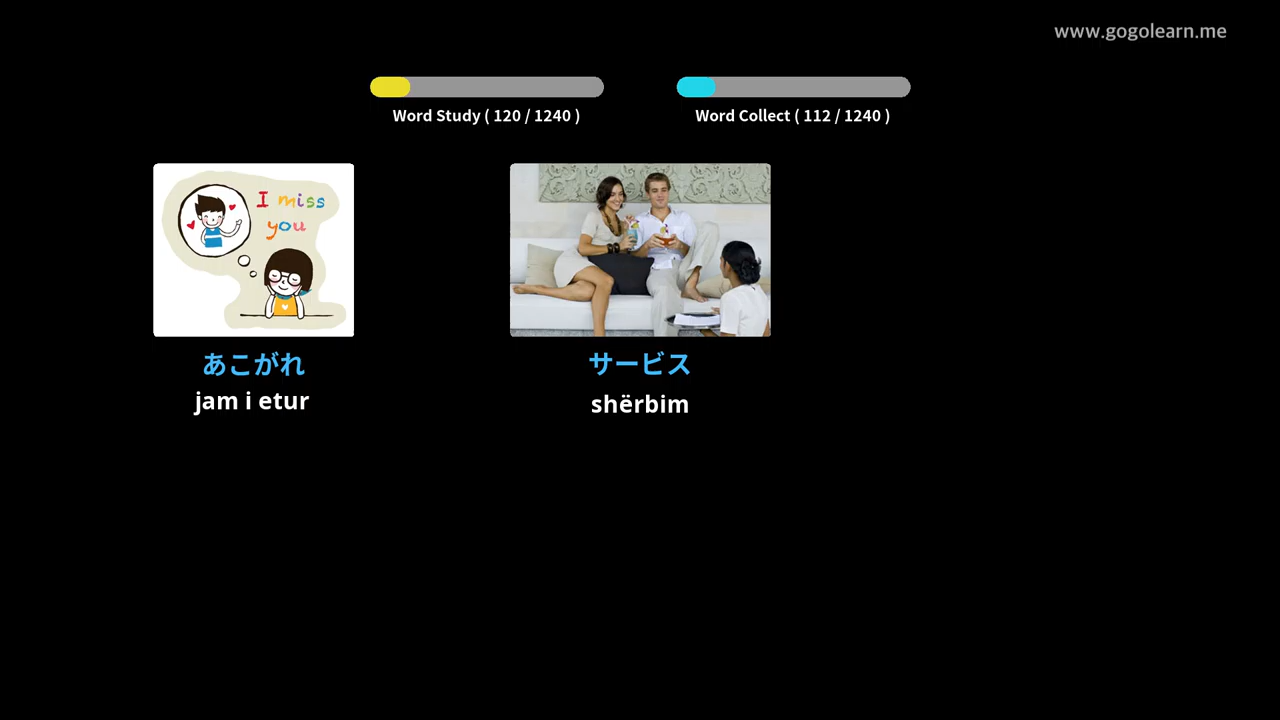 www.gogolearn.me
Word Study ( 120 / 1240 )
Word Collect ( 112 / 1240 )
I miss
you
あこがれ
jam i etur
サービス
shërbim